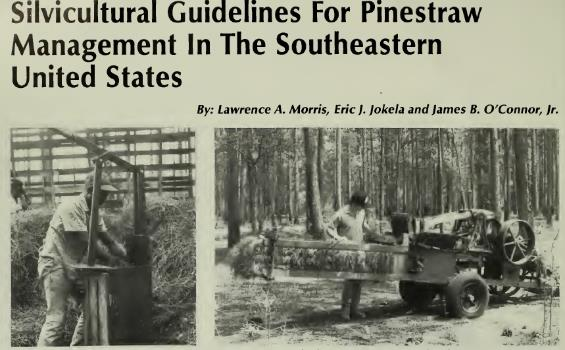 Silvicultural Guidelines For Pinestraw
Management In The Southeastern
United States
By: Lawrence A. Morris, Eric J. Jokela and James B. O'Connor, Jr.